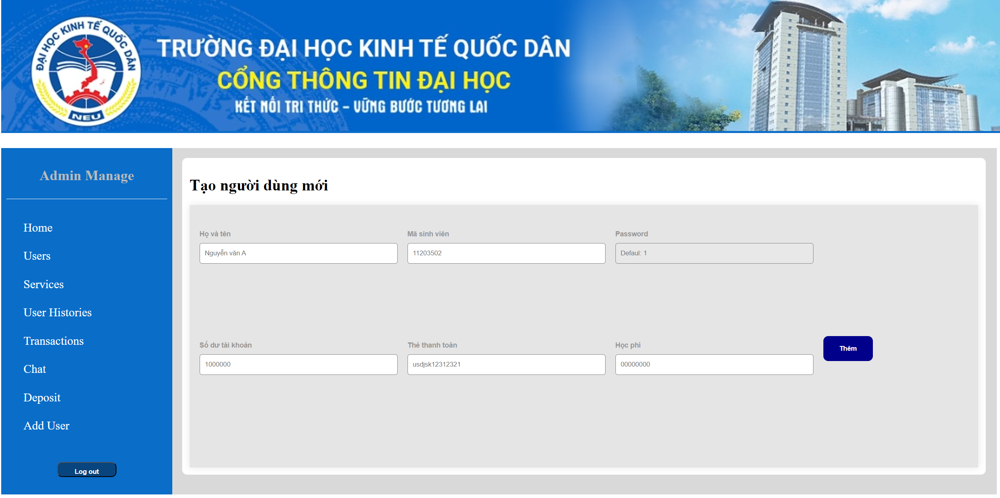 ĐẠI HỌC KINH TẾ QUỐC DÂN
NEU
TRƯỜNG ĐẠI HỌC KINH TẾ QUỐC DÂN
CỔNG THÔNG TIN ĐẠI HỌC
KẾT NỐI TRI THỨC – VỮNG BƯỚC TƯƠNG LAI
Admin Manage
Home
Users
Services
User Histories
Transactions
Chat
Deposit
Add User
Log out
Tạo người dùng mới
Họ và tên
Nguyễn văn A
Mã sinh viên
11203502
Password
Defaul: 1
Số dư tài khoản
1000000
Thẻ thanh toán
usdjsk12312321
Học phí
00000000
Thêm